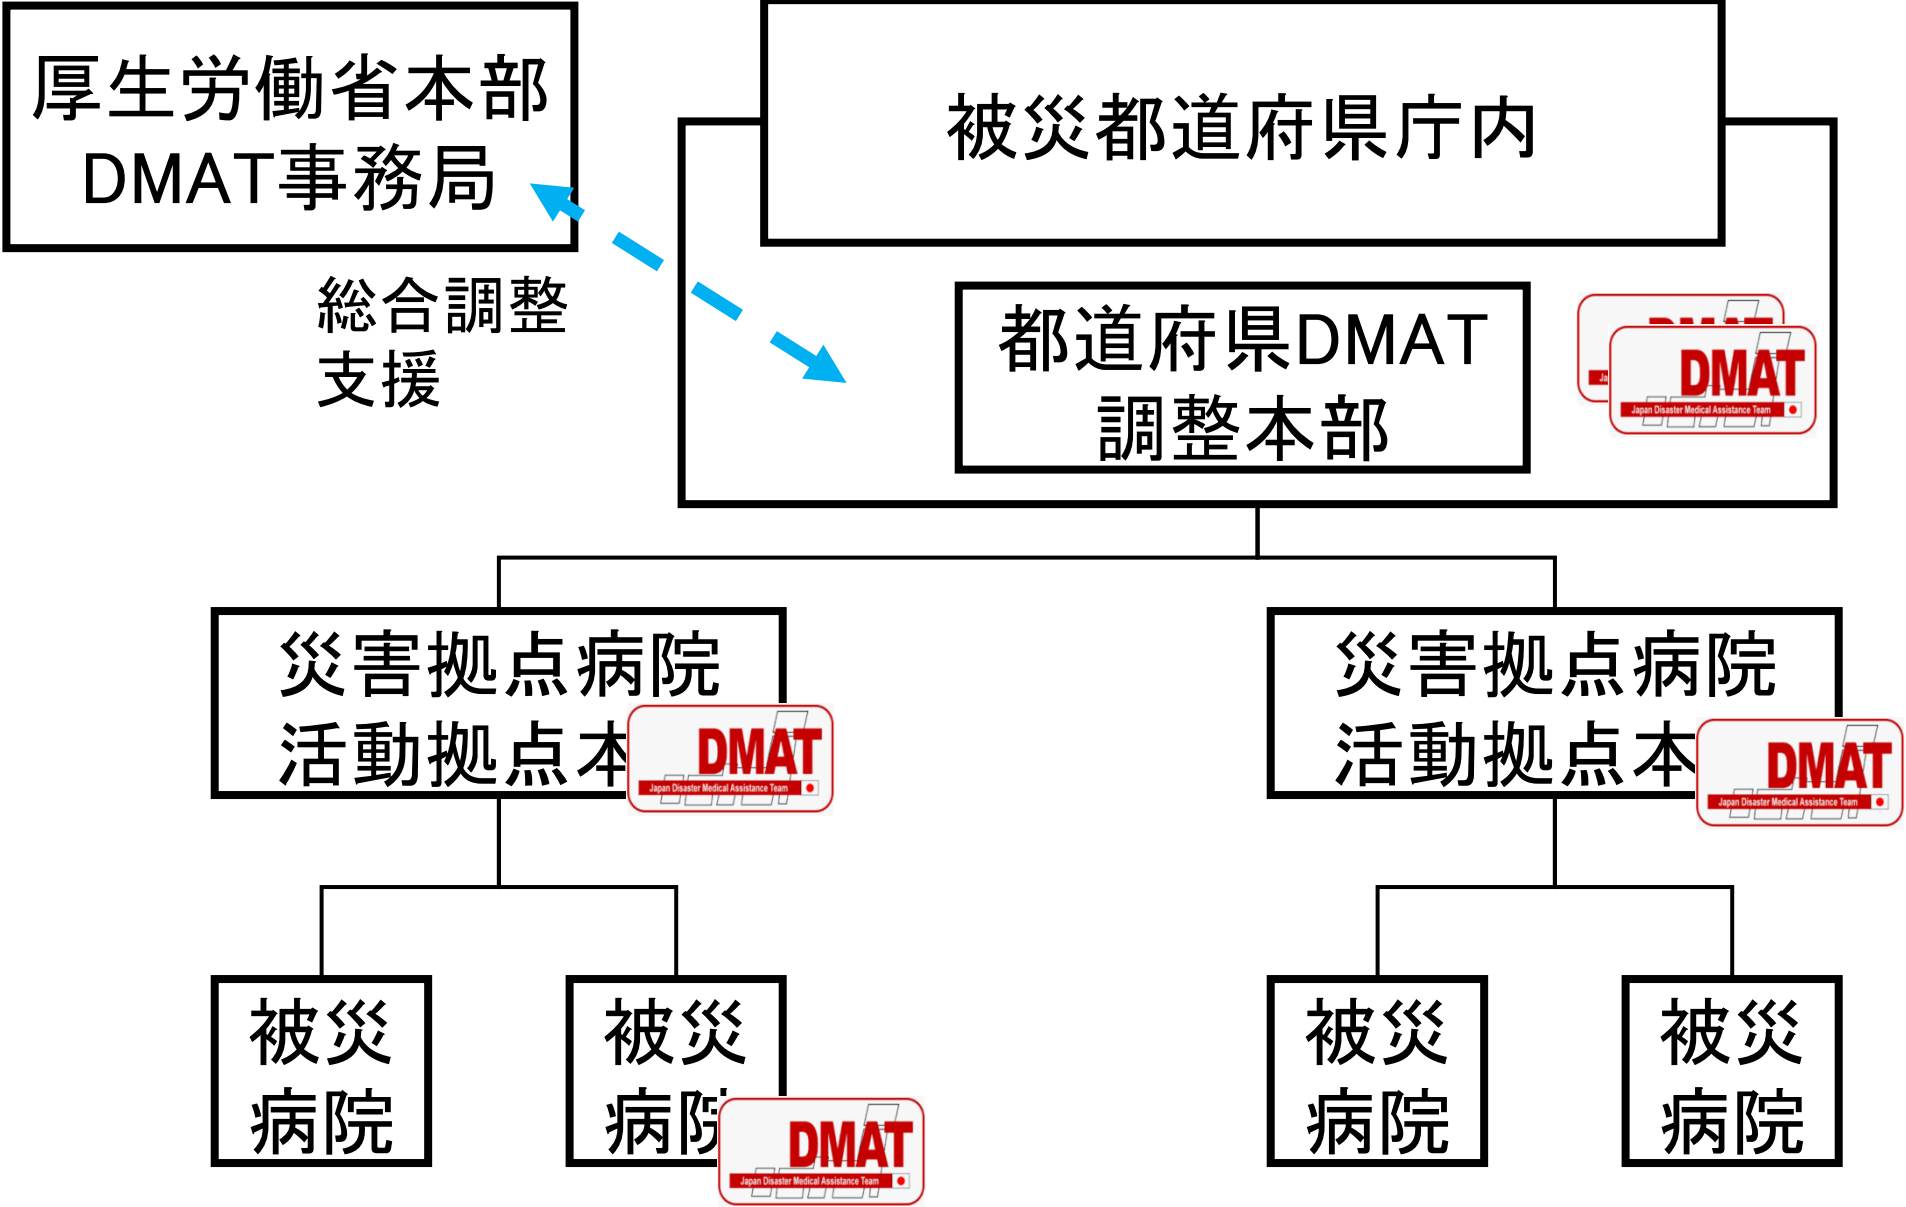 厚生労働省本部
DMAT事務局
総合調整
支援
被災都道府県庁内
都道府県DMAT
調整本部
DMAT
DMAT
Japan Disaster Medical Assistance Team
災害拠点病院
活動拠点本
DMAT
Japan Disaster Medical Assistance Team
災害拠点病院
活動拠点本
DMAT
Japan Disaster Medical Assistance Team
被災
病院
被災
病院
DMAT
Japan Disaster Medical Assistance Team
被災
病院
被災
病院